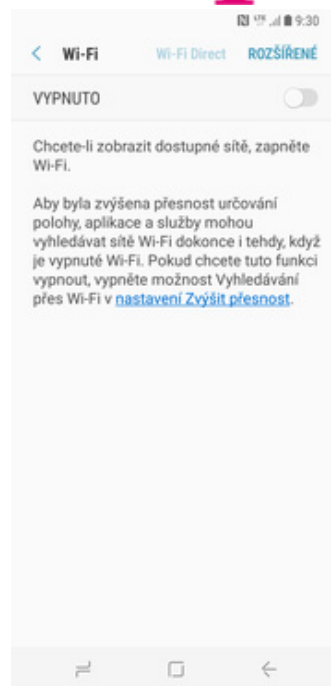 9:30
Wi-Fi
Wi-Fi Direct
ROZŠÍŘENÉ
VYPNUTO
Chcete-li zobrazit dostupné sítě, zapněte
Wi-Fi.
Aby byla zvýšena přesnost určování
polohy, aplikace a služby mohou
vyhledávat sítě Wi-Fi dokonce i tehdy, když
je vypnuté Wi-Fi. Pokud chcete tuto funkci
vypnout, vypněte možnost Vyhledávání
přes Wi-Fi v nastavení Zvýšit přesnost.